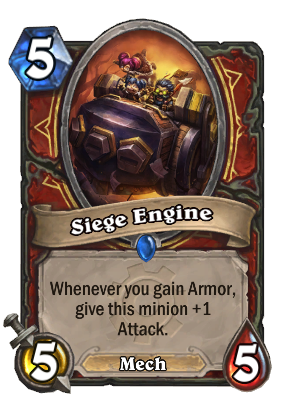 5
Siege Engine
Whenever you gain Armor,
give this minion +1
Attack.
5 Mech 5